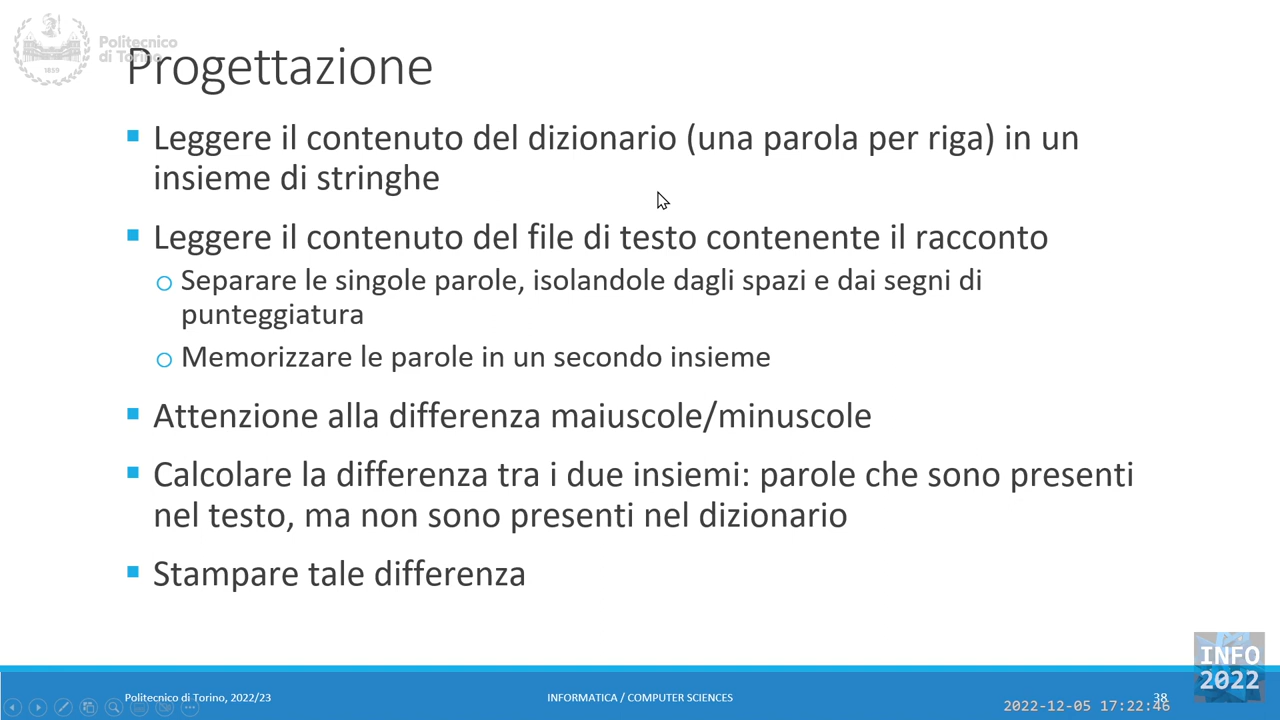 Politecnico
di Torino
1859
Progettazione
Leggere il contenuto del dizionario (una parola per riga) in un
insieme di stringhe
Leggere il contenuto del file di testo contenente il racconto
Separare le singole parole, isolandole dagli spazi e dai segni di
punteggiatura
Memorizzare le parole in un secondo insieme
Attenzione alla differenza maiuscole/minuscole
Calcolare la differenza tra i due insiemi: parole che sono presenti
nel testo, ma non sono presenti nel dizionario
Stampare tale differenza
INFO
2022
Politecnico di Torino, 2022/23
INFORMATICA / COMPUTER SCIENCES
38
2022-12-05 17:22:46